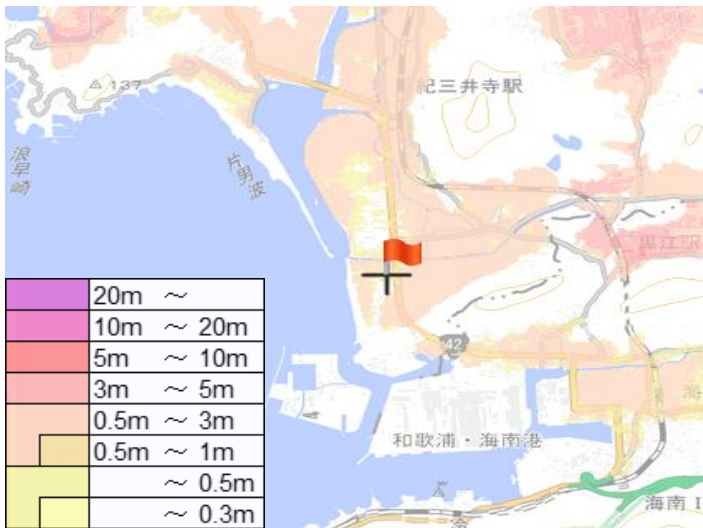 137
紀三井寺駅
浪早崎
片男波
黒江駅
42
和歌浦・海南港
海南 I
20m ～
10m ～ 20m
5m ～ 10m
3m ～ 5m
0.5m ～ 3m
0.5m ～ 1m
～ 0.5m
～ 0.3m